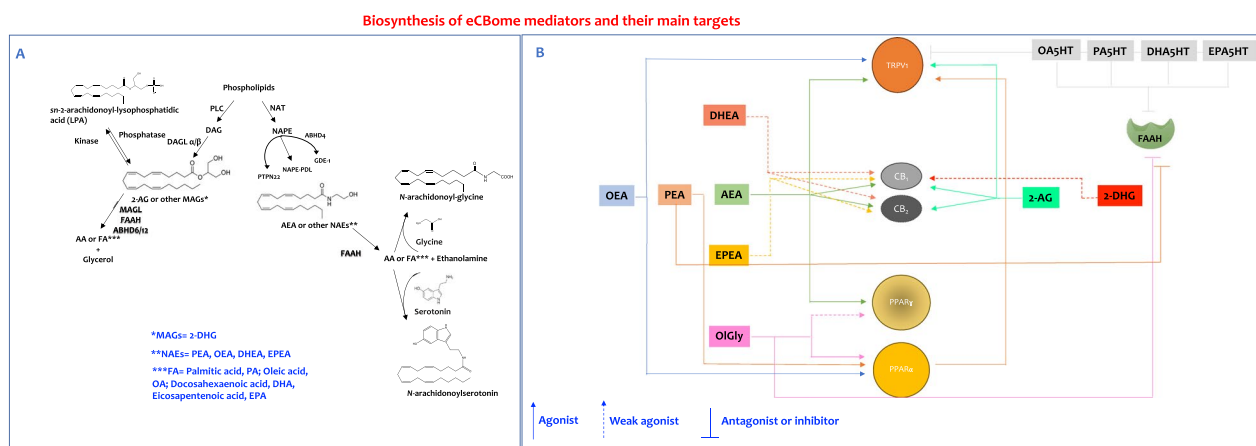 Biosynthesis of eCBome mediators and their main targets
A
sn-2-arachidonoyl-lysophosphatidic
acid (LPA)
Kinase
Phosphatase
Phospholipids
PLC
NAT
DAG
DAGL α/β
NAPE
ABHD4
GDE-1
NAPE-PDL
PTPN22
2-AG or other MAGs*
MAGL
FAAH
ABHD6/12
AA or FA***
+
Glycerol
AEA or other NAEs**
FAAH
N-arachidonoyl-glycine
Glycine
AA or FA*** + Ethanolamine
Serotonin
N-arachidonoylserotonin
*MAGs= 2-DHG
**NAEs= PEA, OEA, DHEA, EPEA
***FA= Palmitic acid, PA; Oleic acid,
OA; Docosahexaenoic acid, DHA,
Eicosapentenoic acid, EPA
B
OA5HT
PA5HT
DHA5HT
EPA5HT
TRPV1
DHEA
FAAH
OEA
PEA
AEA
CB1
CB2
2-AG
2-DHG
EPEA
PPARɣ
OlGly
PPARα
Agonist
Weak agonist
Antagonist or inhibitor